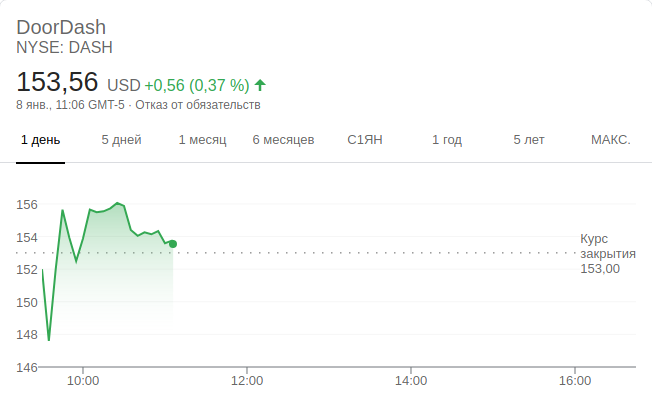 DoorDash
NYSE: DASH
153,56 USD +0,56 (0,37 %)
8 янв., 11:06 GMT-5 · Отказ от обязательств
1 день 5 дней 1 месяц 6 месяцев С1ЯН 1 год 5 лет МАКС.
156
154
152
150
148
146
Курс
закрытия
153,00
10:00 12:00 14:00 16:00